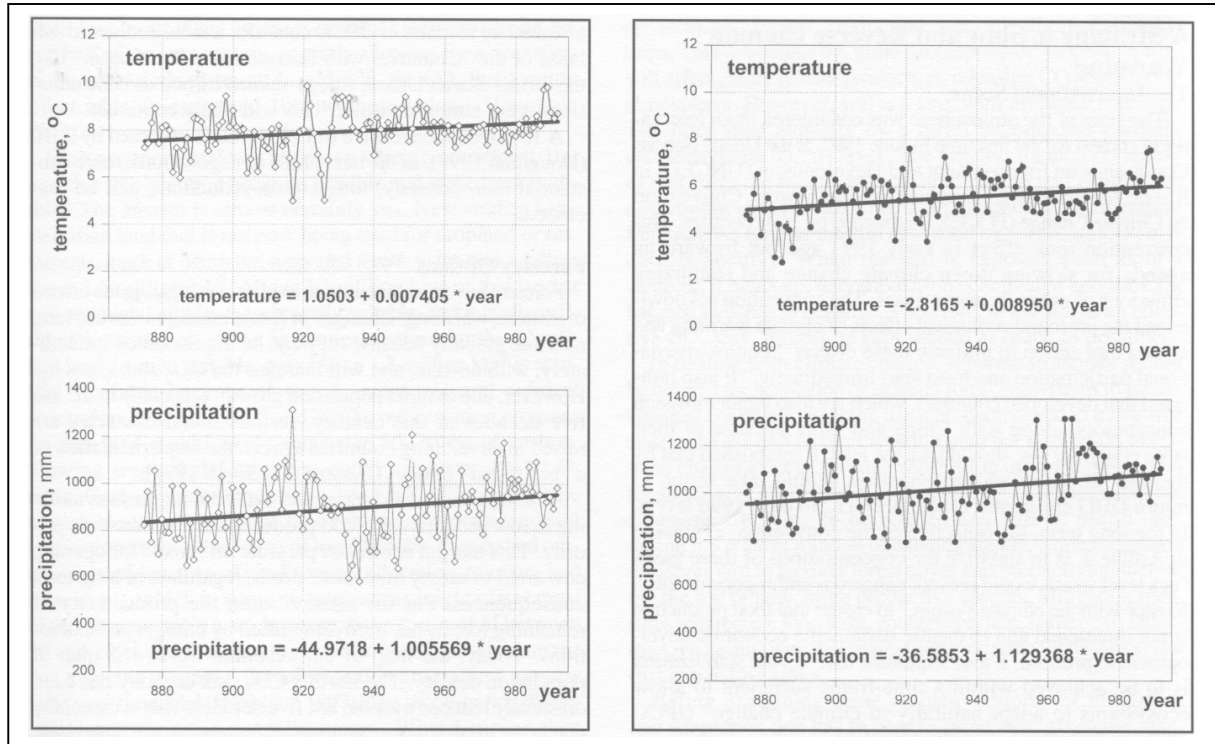 12
10
8
6
4
2
0
temperature, °C
temperature
temperature = 1.0503 + 0.007405 * year
880 900 920 940 960 980
year
12
10
8
6
4
2
0
temperature, °C
temperature
temperature = -2.8165 + 0.008950 * year
880 900 920 940 960 980
year
1400
1200
1000
800
600
400
200
precipitation, mm
precipitation
precipitation = -44.9718 + 1.005569 * year
880 900 920 940 960 980
year
1400
1200
1000
800
600
400
200
precipitation, mm
precipitation
precipitation = -36.5853 + 1.129368 * year
880 900 920 940 960 980
year